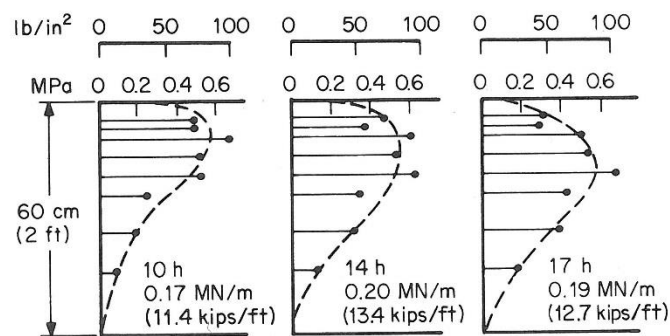 lb/in² 0 50 100 0 50 100 0 50 100
MPa 0 0.2 0.4 0.6 0 0.2 0.4 0.6 0 0.2 0.4 0.6
60 cm
(2 ft)
10 h
0.17 MN/m
(11.4 kips/ft)
14 h
0.20 MN/m
(13.4 kips/ft)
17 h
0.19 MN/m
(12.7 kips/ft)